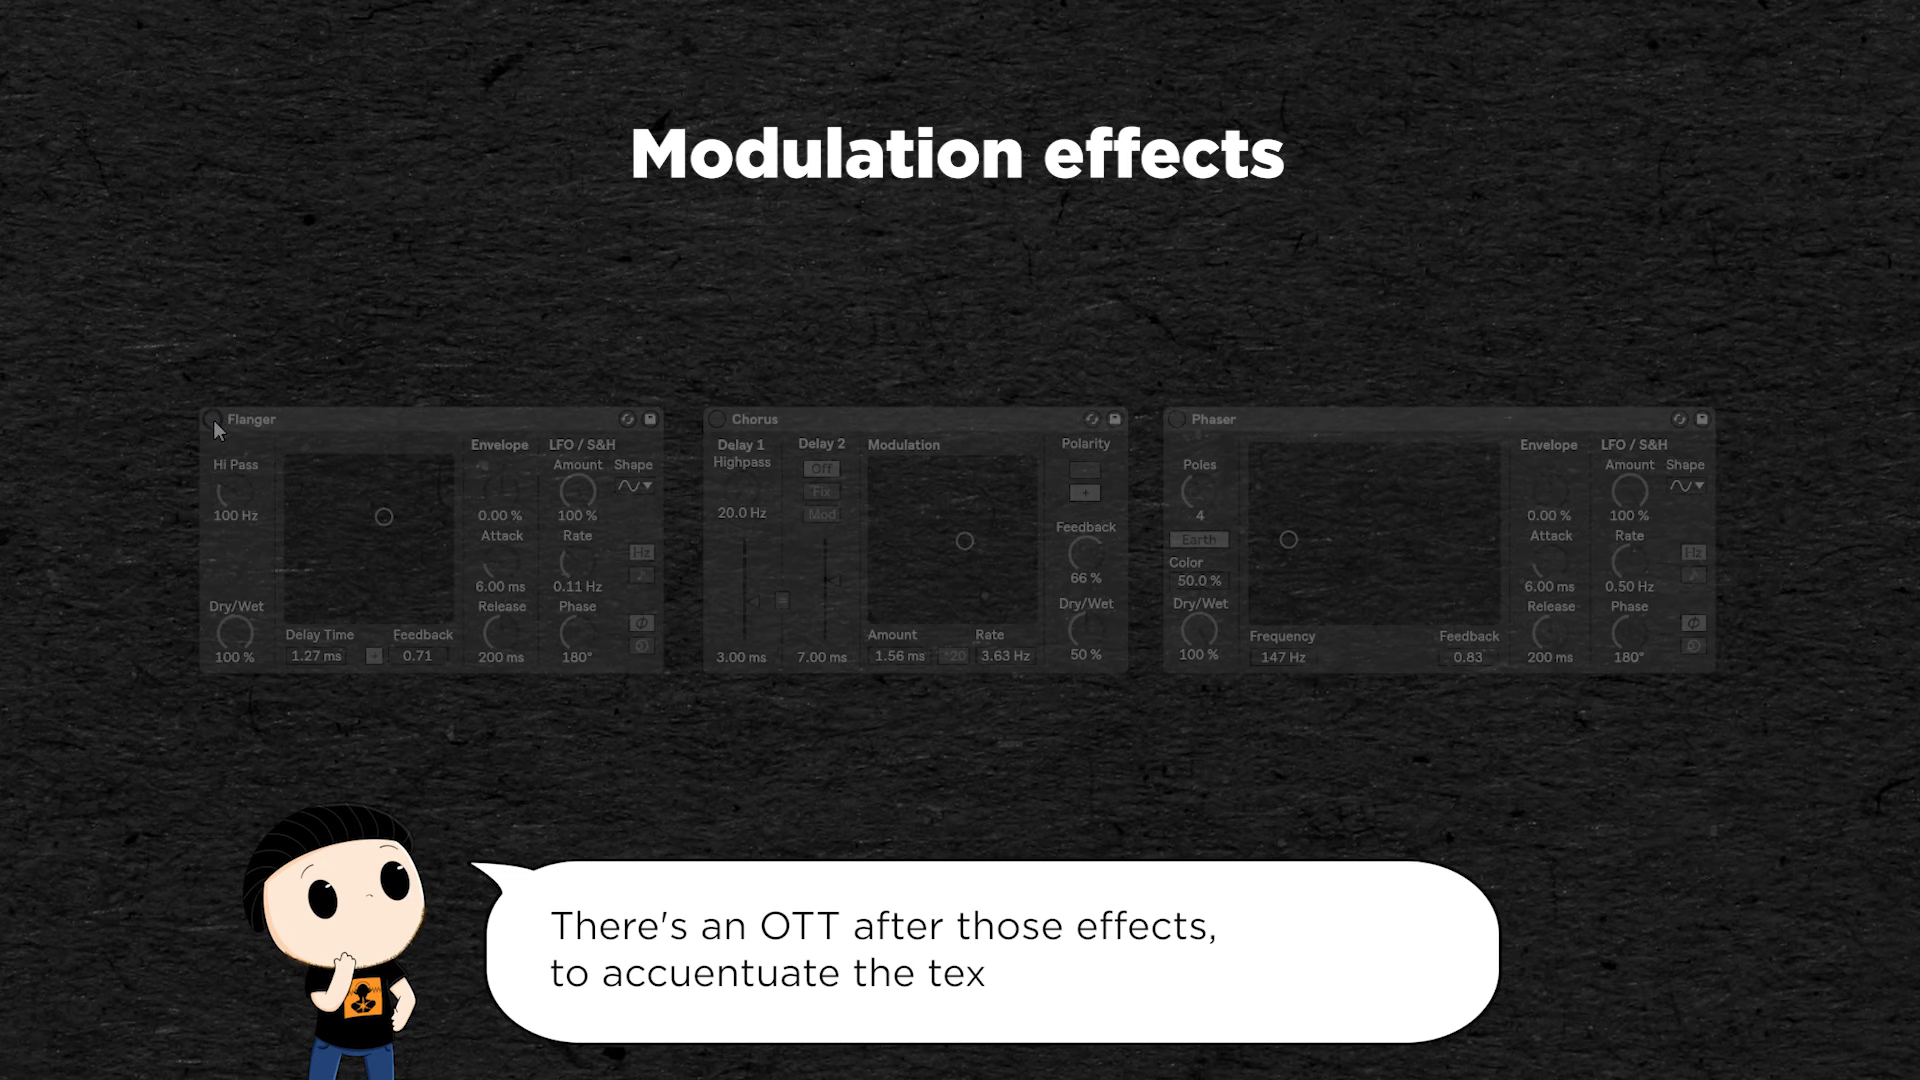 Modulation effects
Flanger
Hi Pass
100 Hz
Dry/Wet
100 %
Delay Time
1.27 ms
+
Feedback
0.71
Envelope
0.00 %
Attack
6.00 ms
Release
200 ms
LFO / S&H
Amount
Shape
100 %
Rate
0.11 Hz
Hz
Phase
180°
Chorus
Delay 1
Highpass
20.0 Hz
3.00 ms
Delay 2
Off
Fix
Mod
7.00 ms
=
Modulation
Amount
1.56 ms
*20
Rate
3.63 Hz
Polarity
-
+
Feedback
66 %
Dry/Wet
50 %
Phaser
Poles
4
Earth
Color
50.0 %
Dry/Wet
100 %
Frequency
147 Hz
Feedback
0.83
Envelope
0.00 %
Attack
6.00 ms
Release
200 ms
LFO / S&H
Amount
Shape
100 %
Rate
0.50 Hz
Hz
Phase
180°
There's an OTT after those effects,
to accuentuate the tex